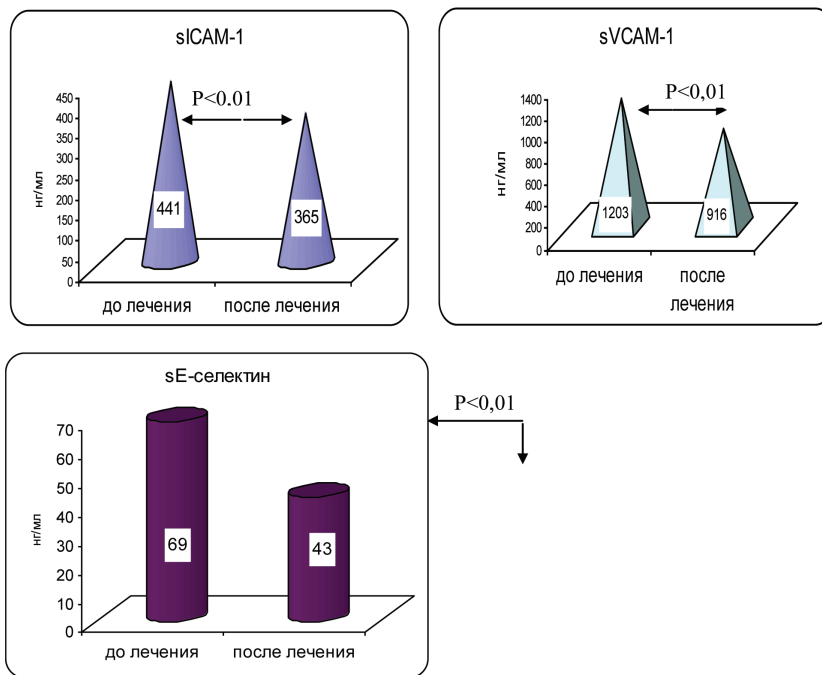 sICAM-1
P<0.01
450
400
350
300
250
200
150
100
50
0
нг/мл
441
365
до лечения
после лечения
sVCAM-1
P<0,01
1400
1200
1000
800
600
400
200
0
нг/мл
1203
916
до лечения
после
лечения
sE-селектин
P<0,01
70
60
50
40
30
20
10
0
нг/мл
69
43
до лечения
после лечения